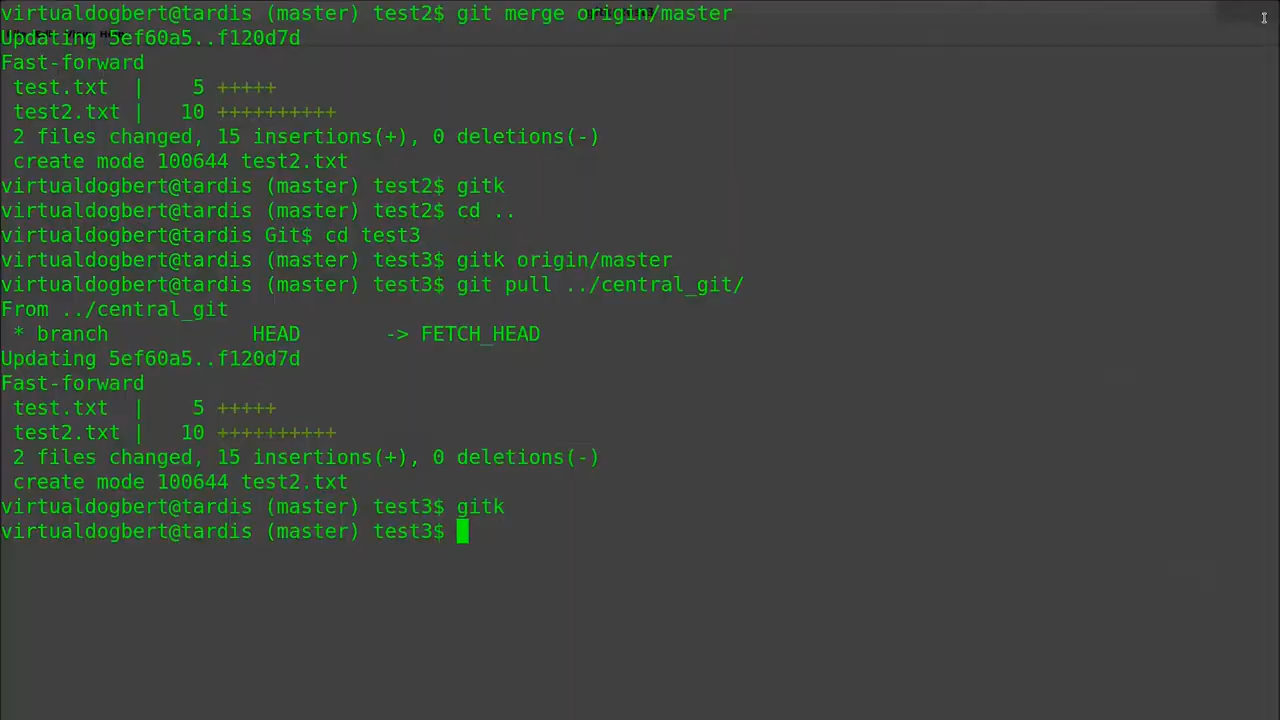 virtualdogbert@tardis (master) test2$ git merge origin/master
Updating 5ef60a5..f120d7d
Fast-forward
 test.txt  |    5 +++++
 test2.txt |   10 ++++++++++
 2 files changed, 15 insertions(+), 0 deletions(-)
 create mode 100644 test2.txt
virtualdogbert@tardis (master) test2$ gitk
virtualdogbert@tardis (master) test2$ cd ..
virtualdogbert@tardis Git$ cd test3
virtualdogbert@tardis (master) test3$ gitk origin/master
virtualdogbert@tardis (master) test3$ git pull ../central_git/
From ../central_git
 * branch            HEAD       -> FETCH_HEAD
Updating 5ef60a5..f120d7d
Fast-forward
 test.txt  |    5 +++++
 test2.txt |   10 ++++++++++
 2 files changed, 15 insertions(+), 0 deletions(-)
 create mode 100644 test2.txt
virtualdogbert@tardis (master) test3$ gitk
virtualdogbert@tardis (master) test3$